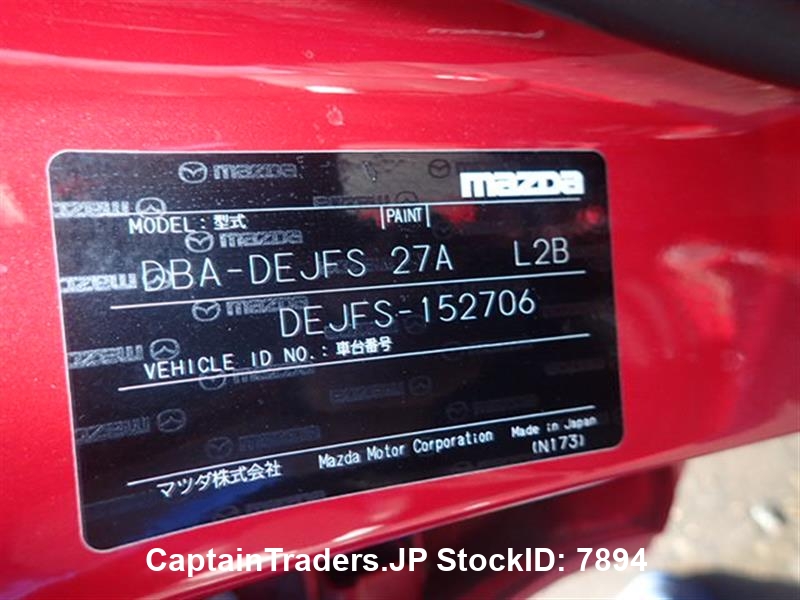 mazda
MODEL: 型式 PAINT
DBA-DEJFS 27A L2B
DEJFS-152706
VEHICLE ID NO.: 車台番号
マツダ株式会社 Mazda Motor Corporation Made in Japan
(N173)
CaptainTraders.JP StockID: 7894